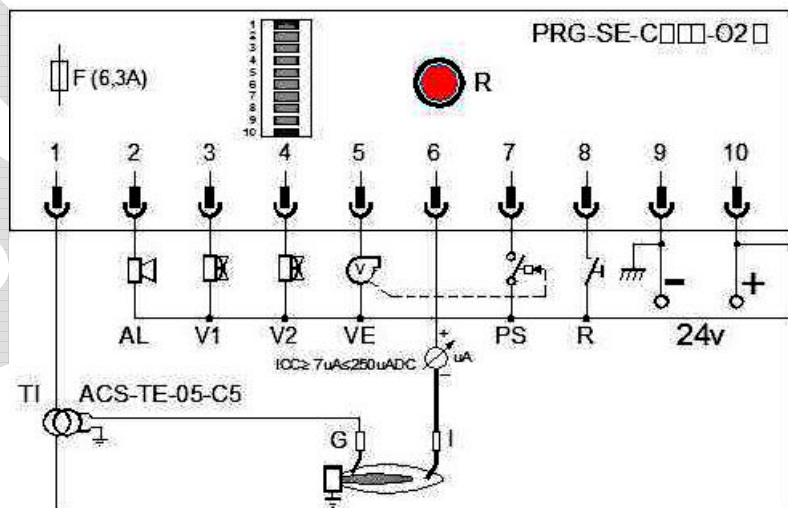 PRG-SE-C□□□-O2□
F (6,3A)
1
2
3
4
5
6
7
8
9
10
R
1 2 3 4 5 6 7 8 9 10
V
- +
AL V1 V2 VE PS R 24v
+
ICC≥ 7uA≤250uADC uA
-
TI ACS-TE-05-C5
G I